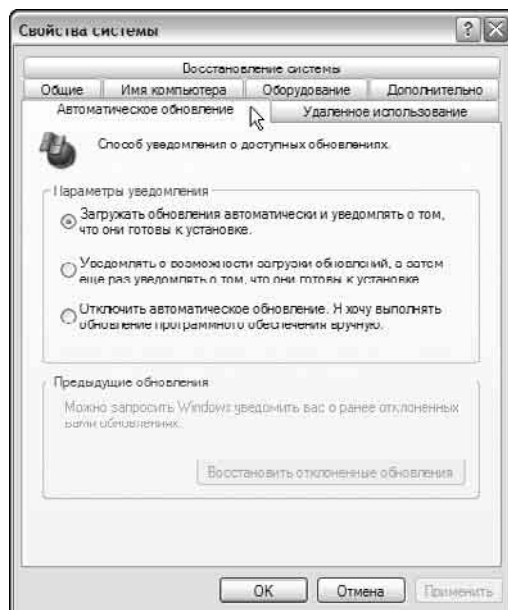 Свойства системы
Восстановление системы
Общие
Имя компьютера
Оборудование
Дополнительно
Автоматическое обновление
Удаленное использование
Способ уведомления о доступных обновлениях.
Параметры уведомления
Загружать обновления автоматически и уведомлять о том,
что они готовы к установке.
Уведомлять о возможности загрузки обновлений, а затем
еще раз уведомлять о том, что они готовы к установке
Отключить автоматическое обновление. Я хочу выполнять
обновление программного обеспечения вручную.
Предыдущие обновления
Можно запросить Windows уведомить вас о ранее отклоненных
вами обновлениях.
Восстановить отклоненные обновления
OK
Отмена
Применить